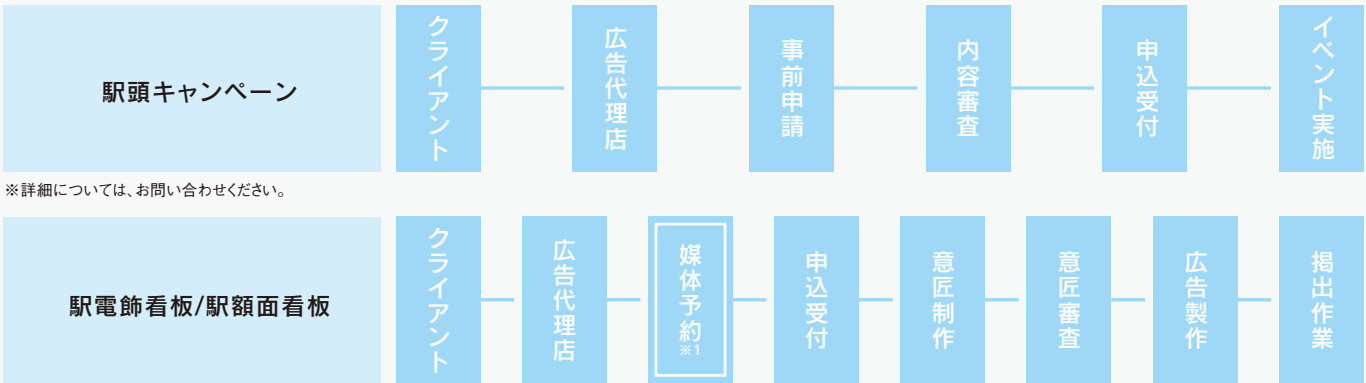 駅頭キャンペーン
クライアント
広告代理店
事前申請
内容審査
申込受付
イベント実施
※詳細については、お問い合わせください。
駅電飾看板/駅額面看板
クライアント
広告代理店
媒体予約※1
申込受付
意匠制作
意匠審査
広告製作
掲出作業